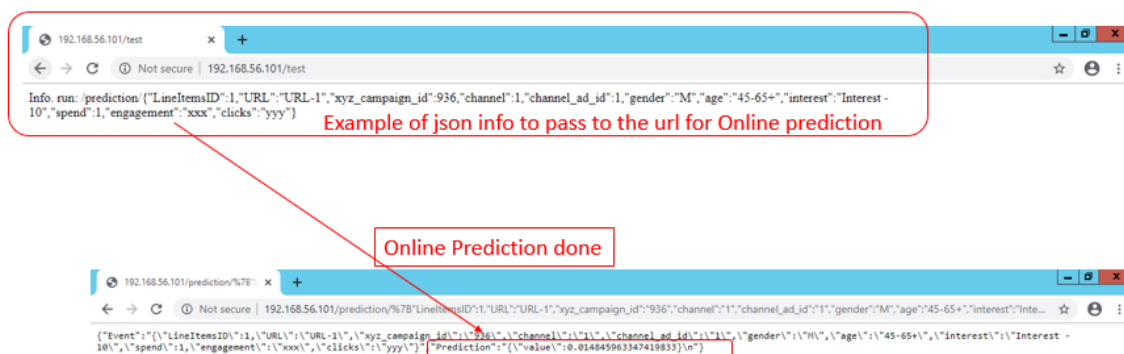 192.168.56.101/test
Not secure | 192.168.56.101/test
Info. run: /prediction/{"LineItemsID":1,"URL":"URL-1","xyz_campaign_id":936,"channel":1,"channel_ad_id":1,"gender":"M","age":"45-65+","interest":"Interest -
10","spend":1,"engagement":"xxx","clicks":"yyy"}
Example of json info to pass to the url for Online prediction
Online Prediction done
192.168.56.101/prediction/%7B"
Not secure | 192.168.56.101/prediction/%7B"LineItemsID":1,"URL":"URL-1","xyz_campaign_id":"936","channel":"1","channel_ad_id":"1","gender":"M","age":"45-65+","interest":"Inte...
{"Event":"{\"LineItemsID\":1,\"URL\":\"URL-1\",\"xyz_campaign_id\":\"936\",\"channel\":\"1\",\"channel_ad_id\":\"1\",\"gender\":\"M\",\"age\":\"45-65+\",\"interest\":\"Interest -
10\",\"spend\":1,\"engagement\":\"xxx\",\"clicks\":\"yyy\"}" "Prediction":"{\"value\":0.014845963347419833}\n"}